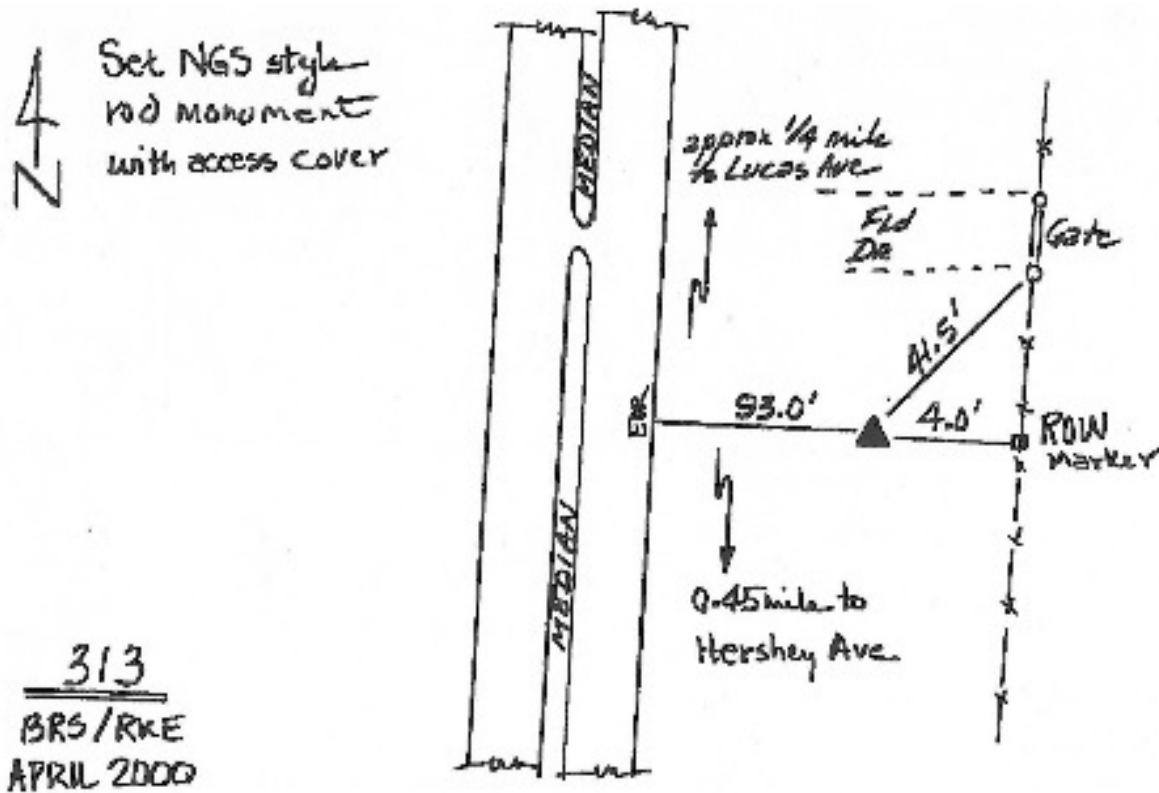 Set NGS style
rod monument
with access cover
N
MEDIAN
approx 1/4 mile
to Lucas Ave
Fld
Dr
Gate
41.5'
93.0'
4.0'
ROW
Marker
MEDIAN
0.45 mile to
Hershey Ave.
313
BRS/RKE
APRIL 2000